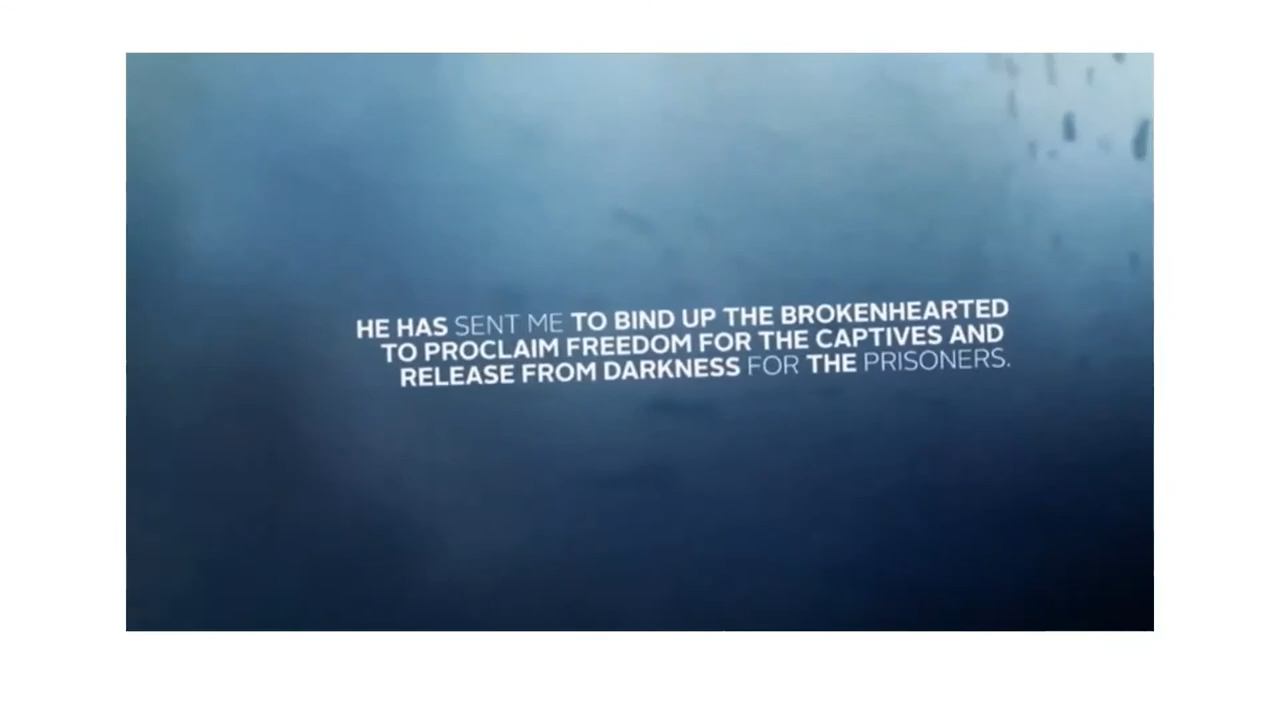 HE HAS SENT ME TO BIND UP THE BROKENHEARTED
TO PROCLAIM FREEDOM FOR THE CAPTIVES AND
RELEASE FROM DARKNESS FOR THE PRISONERS.